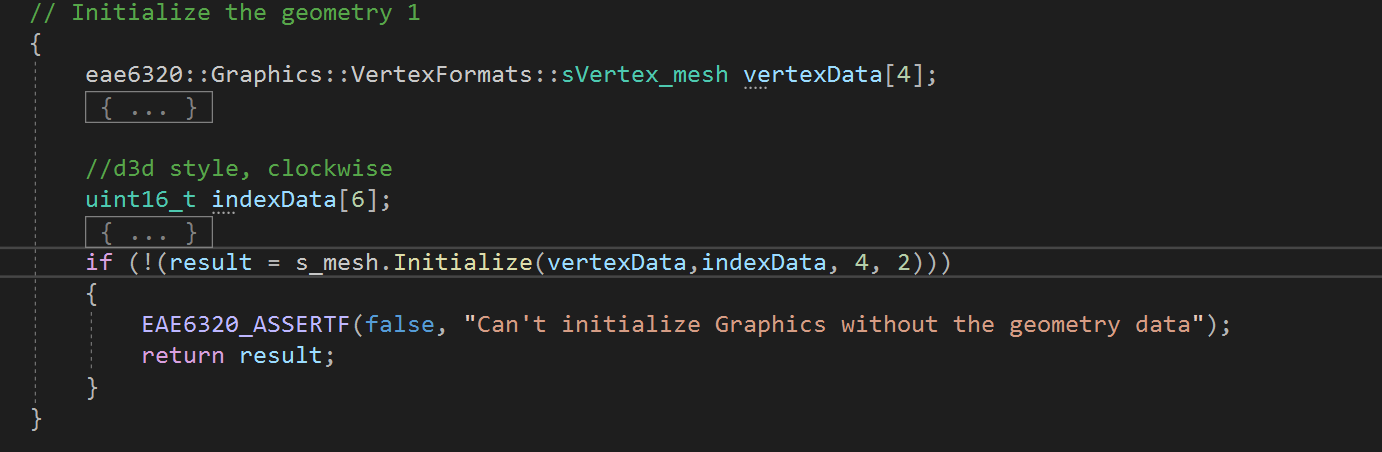 // Initialize the geometry 1
{
eae6320::Graphics::VertexFormats::sVertex_mesh vertexData[4];
{ ... }
//d3d style, clockwise
uint16_t indexData[6];
{ ... }
if (!(result = s_mesh.Initialize(vertexData,indexData, 4, 2)))
{
EAE6320_ASSERTF(false, "Can't initialize Graphics without the geometry data");
return result;
}
}